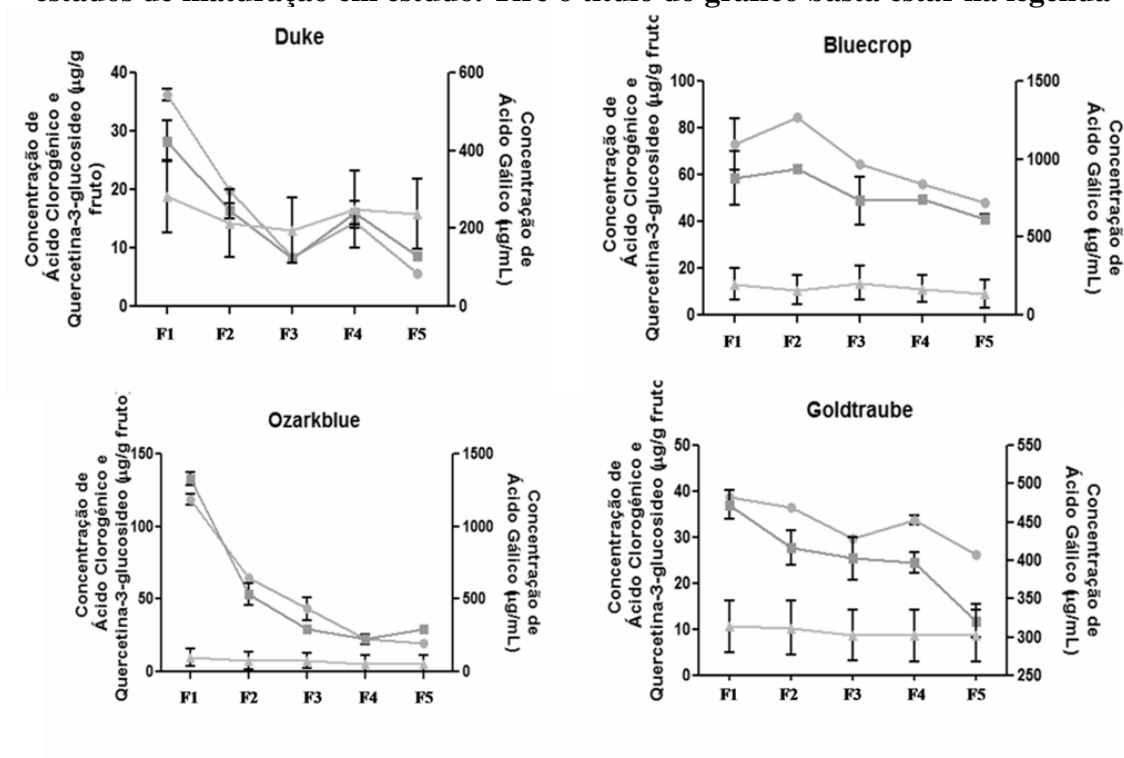 estados de maturação em estudo. Tire o título do gráfico basta estar na legenda
Duke
Concentração de
Ácido Clorogénico e
Quercetina-3-glucosideo (µg/g
fruto)
40
30
20
10
0
600
400
200
0
Concentração de
Ácido Gálico (µg/mL)
F1 F2 F3 F4 F5
Bluecrop
Concentração de
Ácido Clorogénico e
Quercetina-3-glucosideo (µg/g fruto
100
80
60
40
20
0
1500
1000
500
0
Concentração de
Ácido Gálico (µg/mL)
F1 F2 F3 F4 F5
Ozarkblue
Concentração de
Ácido Clorogénico e
Quercetina-3-glucosideo (µg/g fruto)
150
100
50
0
1500
1000
500
0
Concentração de
Ácido Gálico (µg/mL)
F1 F2 F3 F4 F5
Goldtraube
Concentração de
Ácido Clorogénico e
Quercetina-3-glucosideo (µg/g fruto
50
40
30
20
10
0
550
500
450
400
350
300
250
Concentração de
Ácido Gálico (µg/mL)
F1 F2 F3 F4 F5